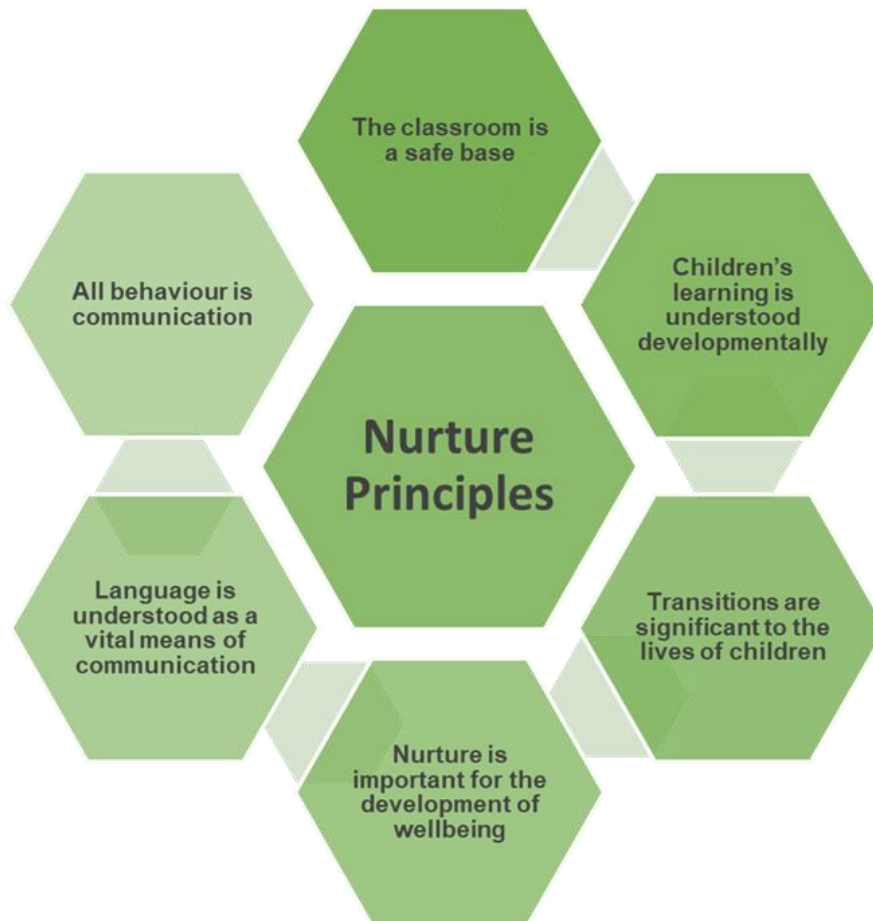 The classroom is
a safe base
Children’s
learning is
understood
developmentally
Transitions are
significant to the
lives of children
Nurture is
important for the
development of
wellbeing
Language is
understood as a
vital means of
communication
All behaviour is
communication
Nurture
Principles